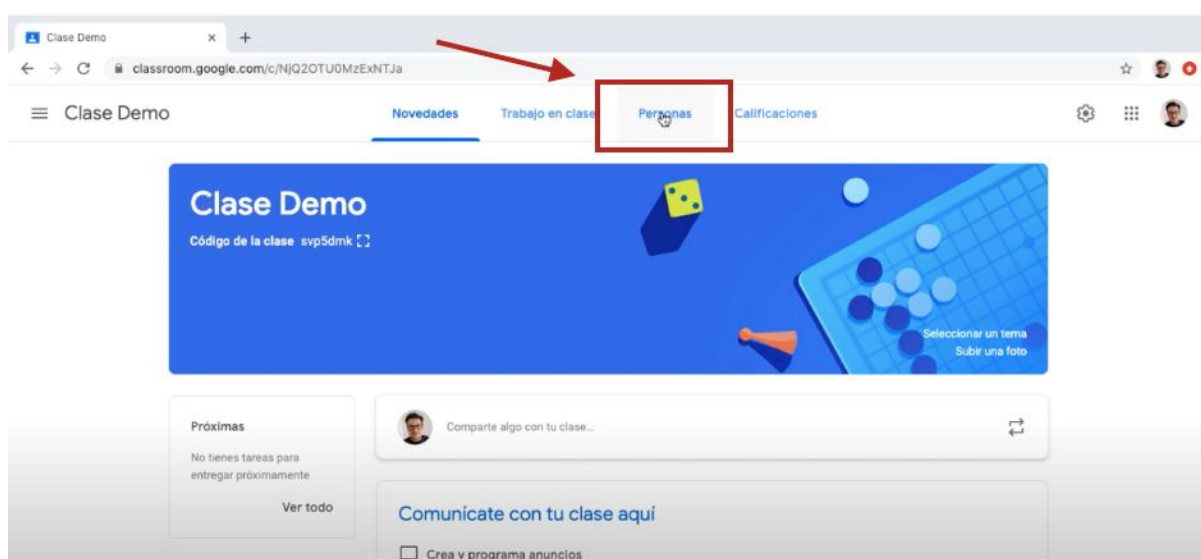 Clase Demo
classroom.google.com/c/NjQ2OTU0MzExNTJa
Clase Demo
Novedades Trabajo en clase Personas Calificaciones
Clase Demo
Código de la clase svp5dmk
Seleccionar un tema
Subir una foto
Próximas
No tienes tareas para
entregar próximamente
Ver todo
Comparte algo con tu clase...
Comunícate con tu clase aquí
Crea y programa anuncios